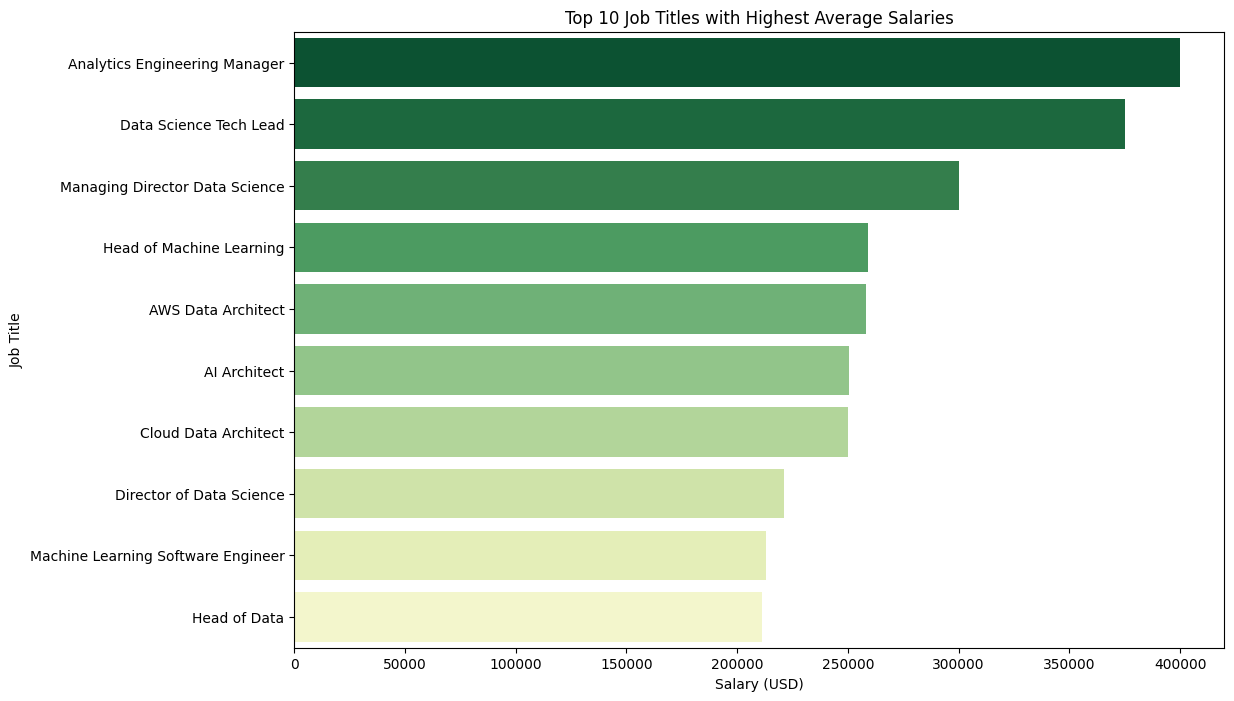 Top 10 Job Titles with Highest Average Salaries
Analytics Engineering Manager
Data Science Tech Lead
Managing Director Data Science
Head of Machine Learning
AWS Data Architect
Job Title
AI Architect
Cloud Data Architect
Director of Data Science
Machine Learning Software Engineer
Head of Data
0 50000 100000 150000 200000 250000 300000 350000 400000
Salary (USD)